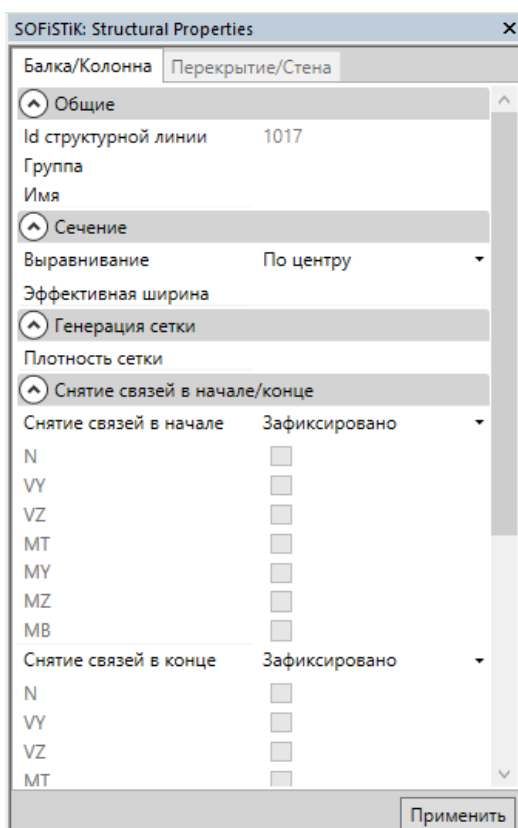 SOFiSTiK: Structural Properties
Балка/Колонна Перекрытие/Стена
Общие
Id структурной линии 1017
Группа
Имя
Сечение
Выравнивание По центру
Эффективная ширина
Генерация сетки
Плотность сетки
Снятие связей в начале/конце
Снятие связей в начале Зафиксировано
N
VY
VZ
MT
MY
MZ
MB
Снятие связей в конце Зафиксировано
N
VY
VZ
MT
Применить